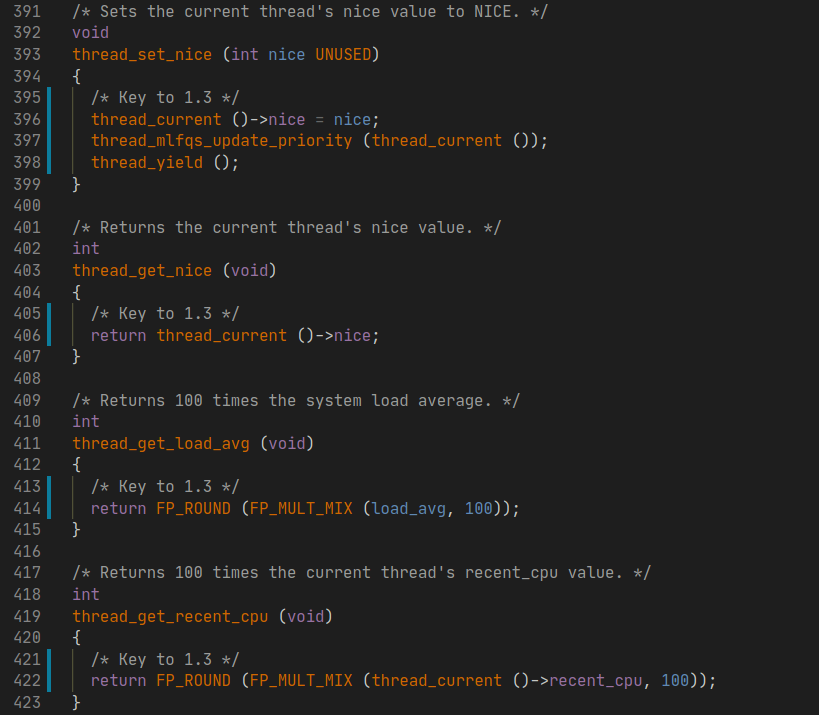 391 /* Sets the current thread's nice value to NICE. */
392 void
393 thread_set_nice (int nice UNUSED)
394 {
395   /* Key to 1.3 */
396   thread_current ()->nice = nice;
397   thread_mlfqs_update_priority (thread_current ());
398   thread_yield ();
399 }
400
401 /* Returns the current thread's nice value. */
402 int
403 thread_get_nice (void)
404 {
405   /* Key to 1.3 */
406   return thread_current ()->nice;
407 }
408
409 /* Returns 100 times the system load average. */
410 int
411 thread_get_load_avg (void)
412 {
413   /* Key to 1.3 */
414   return FP_ROUND (FP_MULT_MIX (load_avg, 100));
415 }
416
417 /* Returns 100 times the current thread's recent_cpu value. */
418 int
419 thread_get_recent_cpu (void)
420 {
421   /* Key to 1.3 */
422   return FP_ROUND (FP_MULT_MIX (thread_current ()->recent_cpu, 100));
423 }